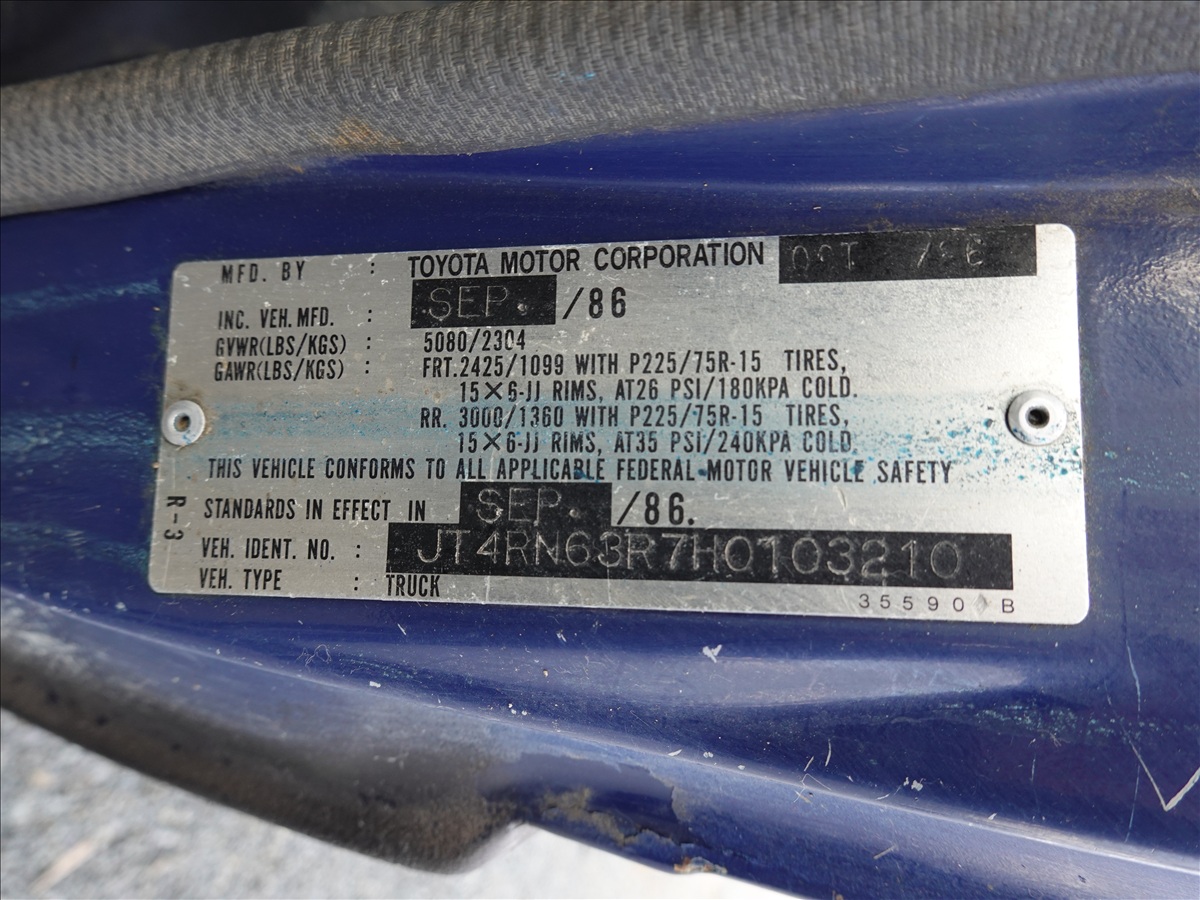 MFD. BY : TOYOTA MOTOR CORPORATION OCT /86
INC. VEH. MFD. : SEP. /86
GVWR(LBS/KGS) : 5080/2304
GAWR(LBS/KGS) : FRT. 2425/1099 WITH P225/75R-15 TIRES,
15×6-JJ RIMS, AT26 PSI/180KPA COLD.
RR. 3000/1360 WITH P225/75R-15 TIRES,
15×6-JJ RIMS, AT35 PSI/240KPA COLD.
THIS VEHICLE CONFORMS TO ALL APPLICABLE FEDERAL MOTOR VEHICLE SAFETY
STANDARDS IN EFFECT IN SEP. /86.
VEH. IDENT. NO. : JT4RN63R7H0103210
VEH. TYPE : TRUCK
35590 B
R-3